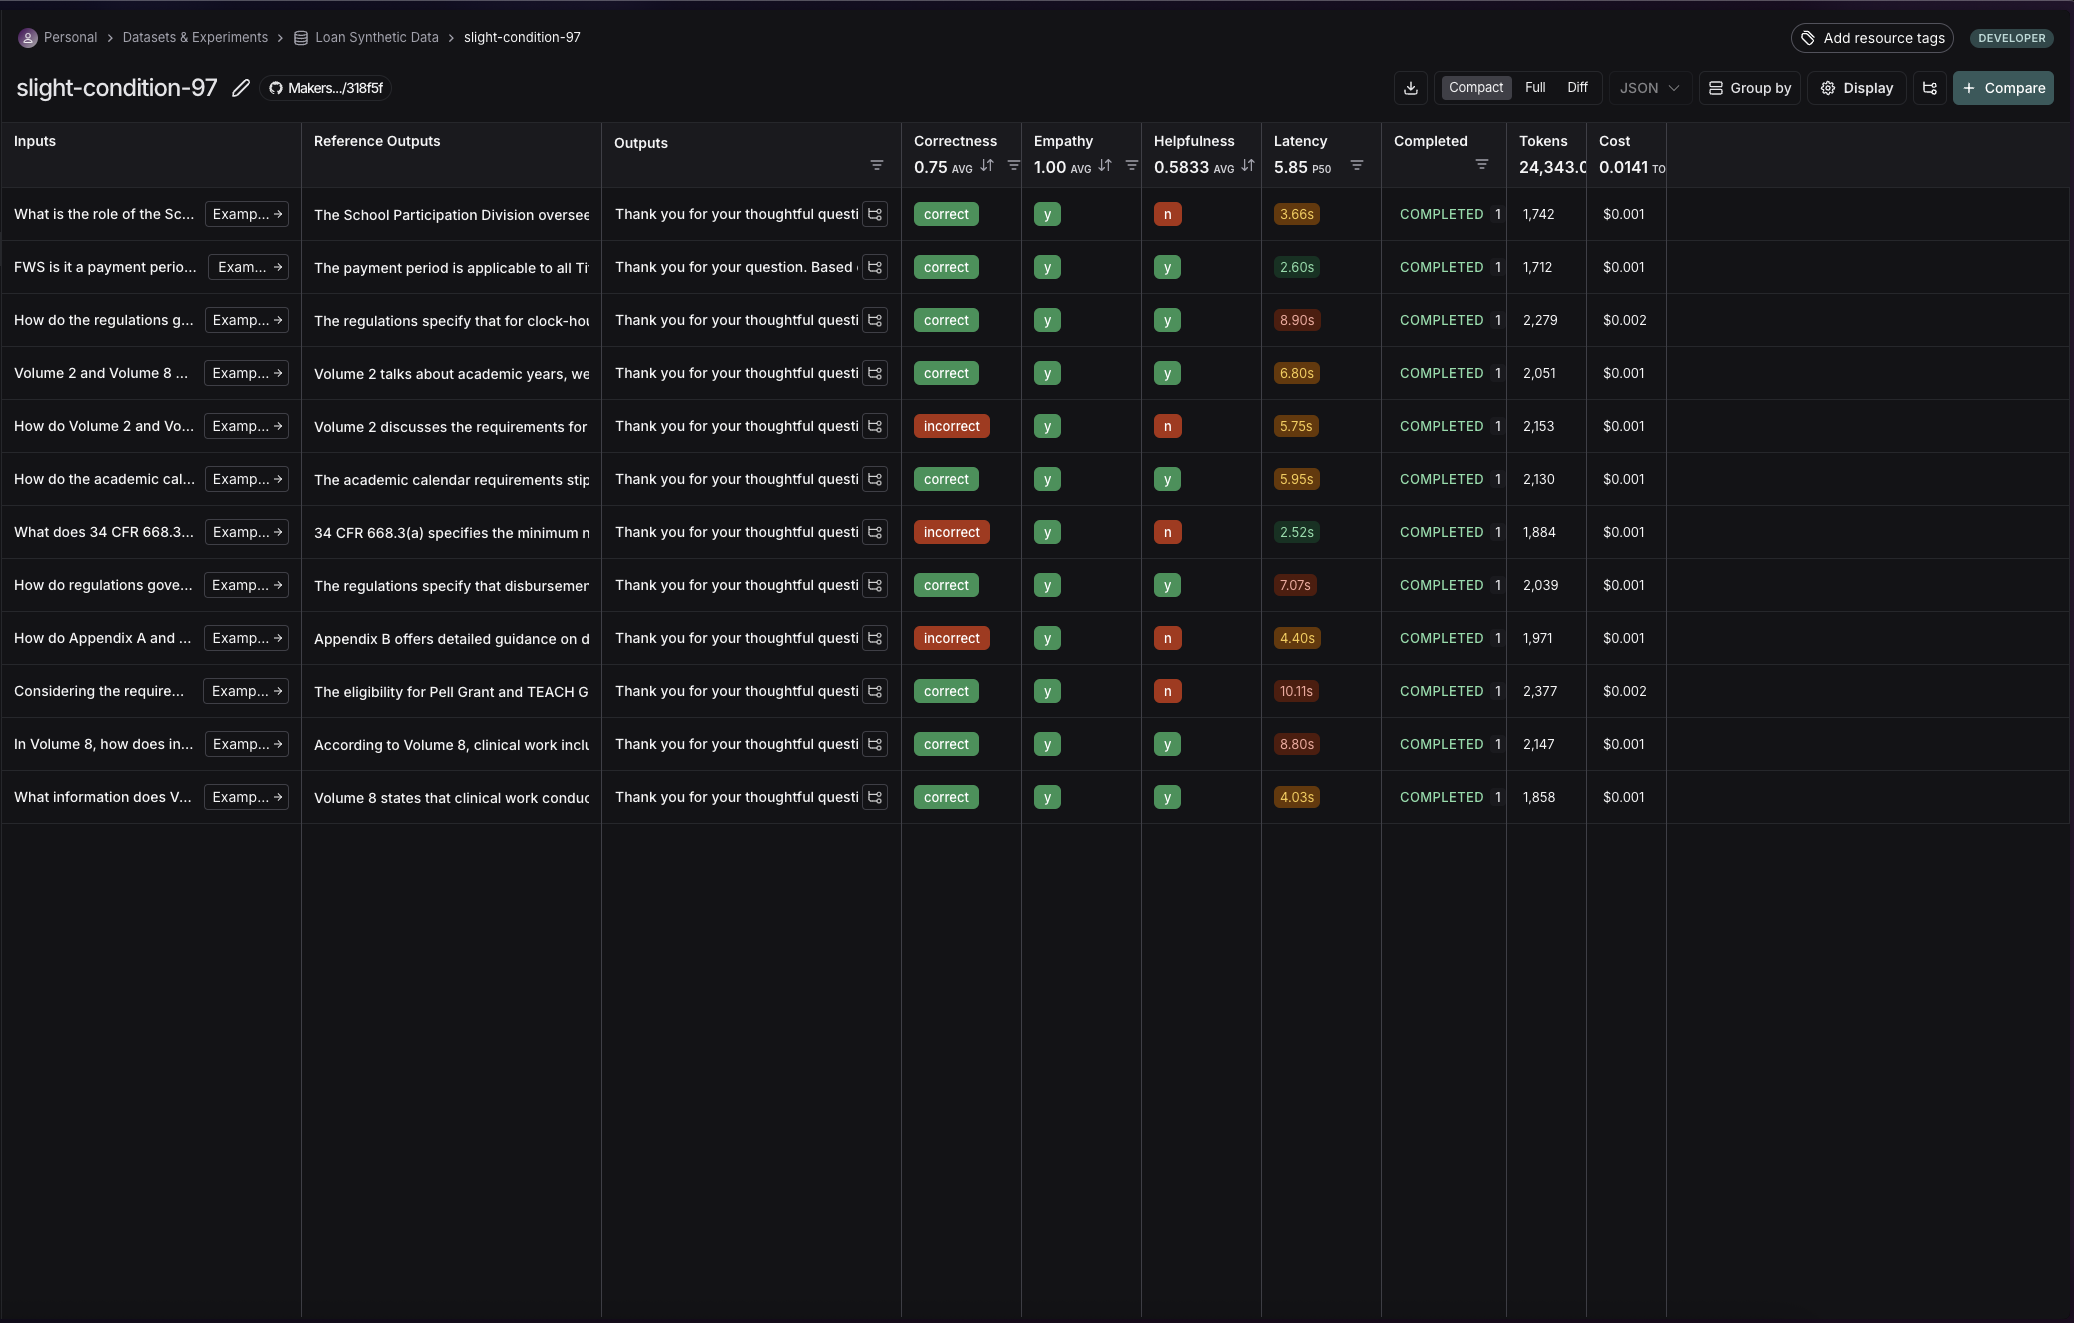 Personal > Datasets & Experiments > Loan Synthetic Data > slight-condition-97
Add resource tags DEVELOPER
slight-condition-97 Makers.../318f5f
Compact Full Diff JSON Group by Display + Compare
Inputs Reference Outputs Outputs Correctness Empathy Helpfulness Latency Completed Tokens Cost
0.75 AVG 1.00 AVG 0.5833 AVG 5.85 P50 24,343.0 0.0141 TO
What is the role of the Sc... Examp... → The School Participation Division oversee Thank you for your thoughtful questi correct y n 3.66s COMPLETED 1 1,742 $0.001
FWS is it a payment perio... Exam... → The payment period is applicable to all Ti Thank you for your question. Based correct y y 2.60s COMPLETED 1 1,712 $0.001
How do the regulations g... Examp... → The regulations specify that for clock-hou Thank you for your thoughtful questi correct y y 8.90s COMPLETED 1 2,279 $0.002
Volume 2 and Volume 8 ... Examp... → Volume 2 talks about academic years, we Thank you for your thoughtful questi correct y y 6.80s COMPLETED 1 2,051 $0.001
How do Volume 2 and Vo... Examp... → Volume 2 discusses the requirements for Thank you for your thoughtful questi incorrect y n 5.75s COMPLETED 1 2,153 $0.001
How do the academic cal... Examp... → The academic calendar requirements stip Thank you for your thoughtful questi correct y y 5.95s COMPLETED 1 2,130 $0.001
What does 34 CFR 668.3... Examp... → 34 CFR 668.3(a) specifies the minimum n Thank you for your thoughtful questi incorrect y n 2.52s COMPLETED 1 1,884 $0.001
How do regulations gove... Examp... → The regulations specify that disbursemen Thank you for your thoughtful questi correct y y 7.07s COMPLETED 1 2,039 $0.001
How do Appendix A and ... Examp... → Appendix B offers detailed guidance on d Thank you for your thoughtful questi incorrect y n 4.40s COMPLETED 1 1,971 $0.001
Considering the require... Examp... → The eligibility for Pell Grant and TEACH G Thank you for your thoughtful questi correct y n 10.11s COMPLETED 1 2,377 $0.002
In Volume 8, how does in... Examp... → According to Volume 8, clinical work inclu Thank you for your thoughtful questi correct y y 8.80s COMPLETED 1 2,147 $0.001
What information does V... Examp... → Volume 8 states that clinical work conduc Thank you for your thoughtful questi correct y y 4.03s COMPLETED 1 1,858 $0.001